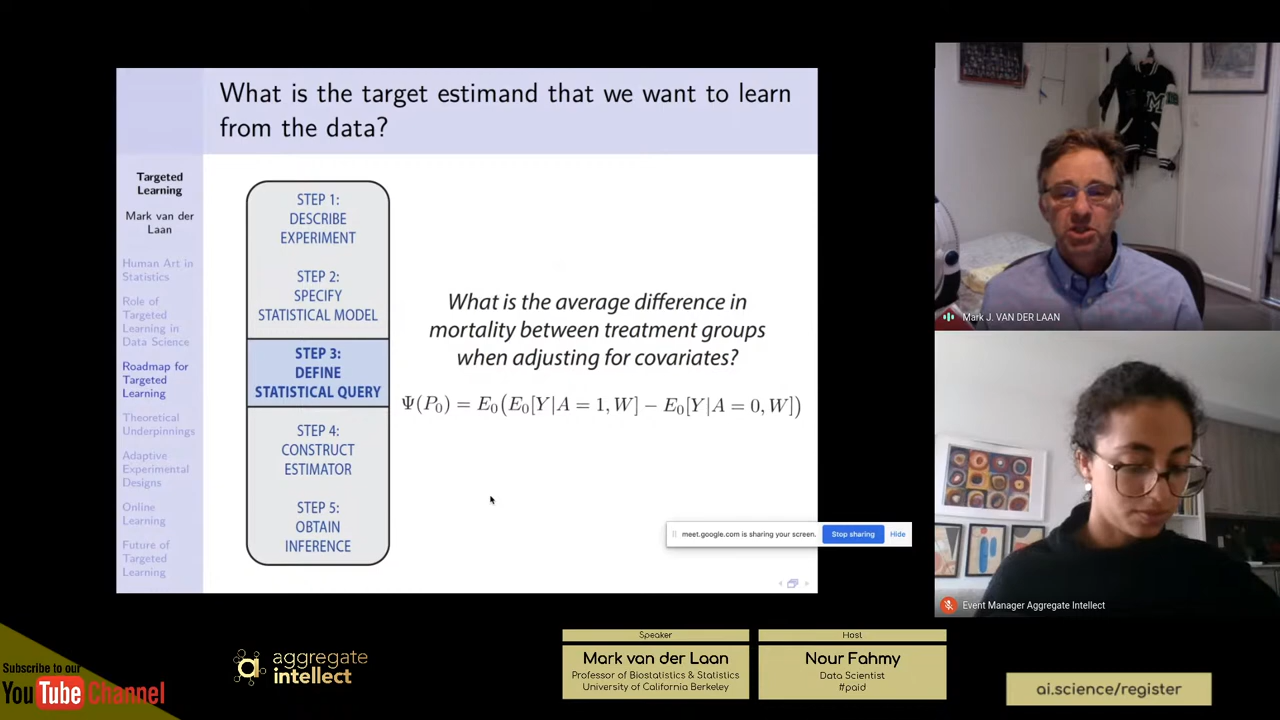 What is the target estimand that we want to learn
from the data?
Targeted
Learning
Mark van der
Laan
Human Art in
Statistics
Role of
Targeted
Learning in
Data Science
Roadmap for
Targeted
Learning
Theoretical
Underpinnings
Adaptive
Experimental
Designs
Online
Learning
Future of
Targeted
Learning
STEP 1:
DESCRIBE
EXPERIMENT
STEP 2:
SPECIFY
STATISTICAL MODEL
STEP 3:
DEFINE
STATISTICAL QUERY
STEP 4:
CONSTRUCT
ESTIMATOR
STEP 5:
OBTAIN
INFERENCE
What is the average difference in
mortality between treatment groups
when adjusting for covariates?
Ψ(P₀) = E₀(E₀[Y|A = 1, W] − E₀[Y|A = 0, W])
meet.google.com is sharing your screen. Stop sharing Hide
M
Mark J. VAN DER LAAN
Event Manager Aggregate Intellect
Subscribe to our
YouTube Channel
a aggregate
intellect
Speaker
Mark van der Laan
Professor of Biostatistics & Statistics
University of California Berkeley
Host
Nour Fahmy
Data Scientist
#paid
ai.science/register